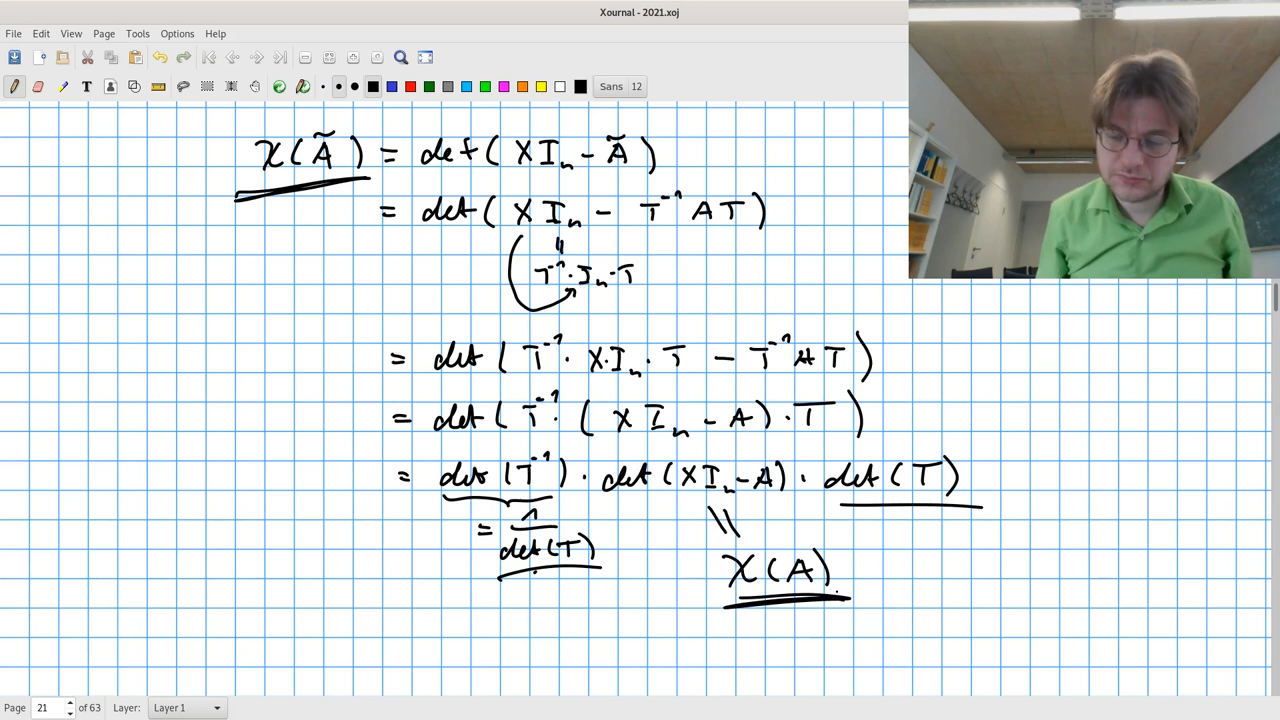 Xournal - 2021.xoj
File Edit View Page Tools Options Help
Sans 12
χ(Ã) = det(XIₙ - Ã)
= det(XIₙ - T⁻¹AT)
=
T⁻¹·Iₙ·T
= det(T⁻¹·X·Iₙ·T - T⁻¹AT)
= det(T⁻¹·(XIₙ - A)·T)
= det(T⁻¹)·det(XIₙ-A)·det(T)
= 1/det(T)
=
χ(A)
Page 21 of 63 Layer: Layer 1